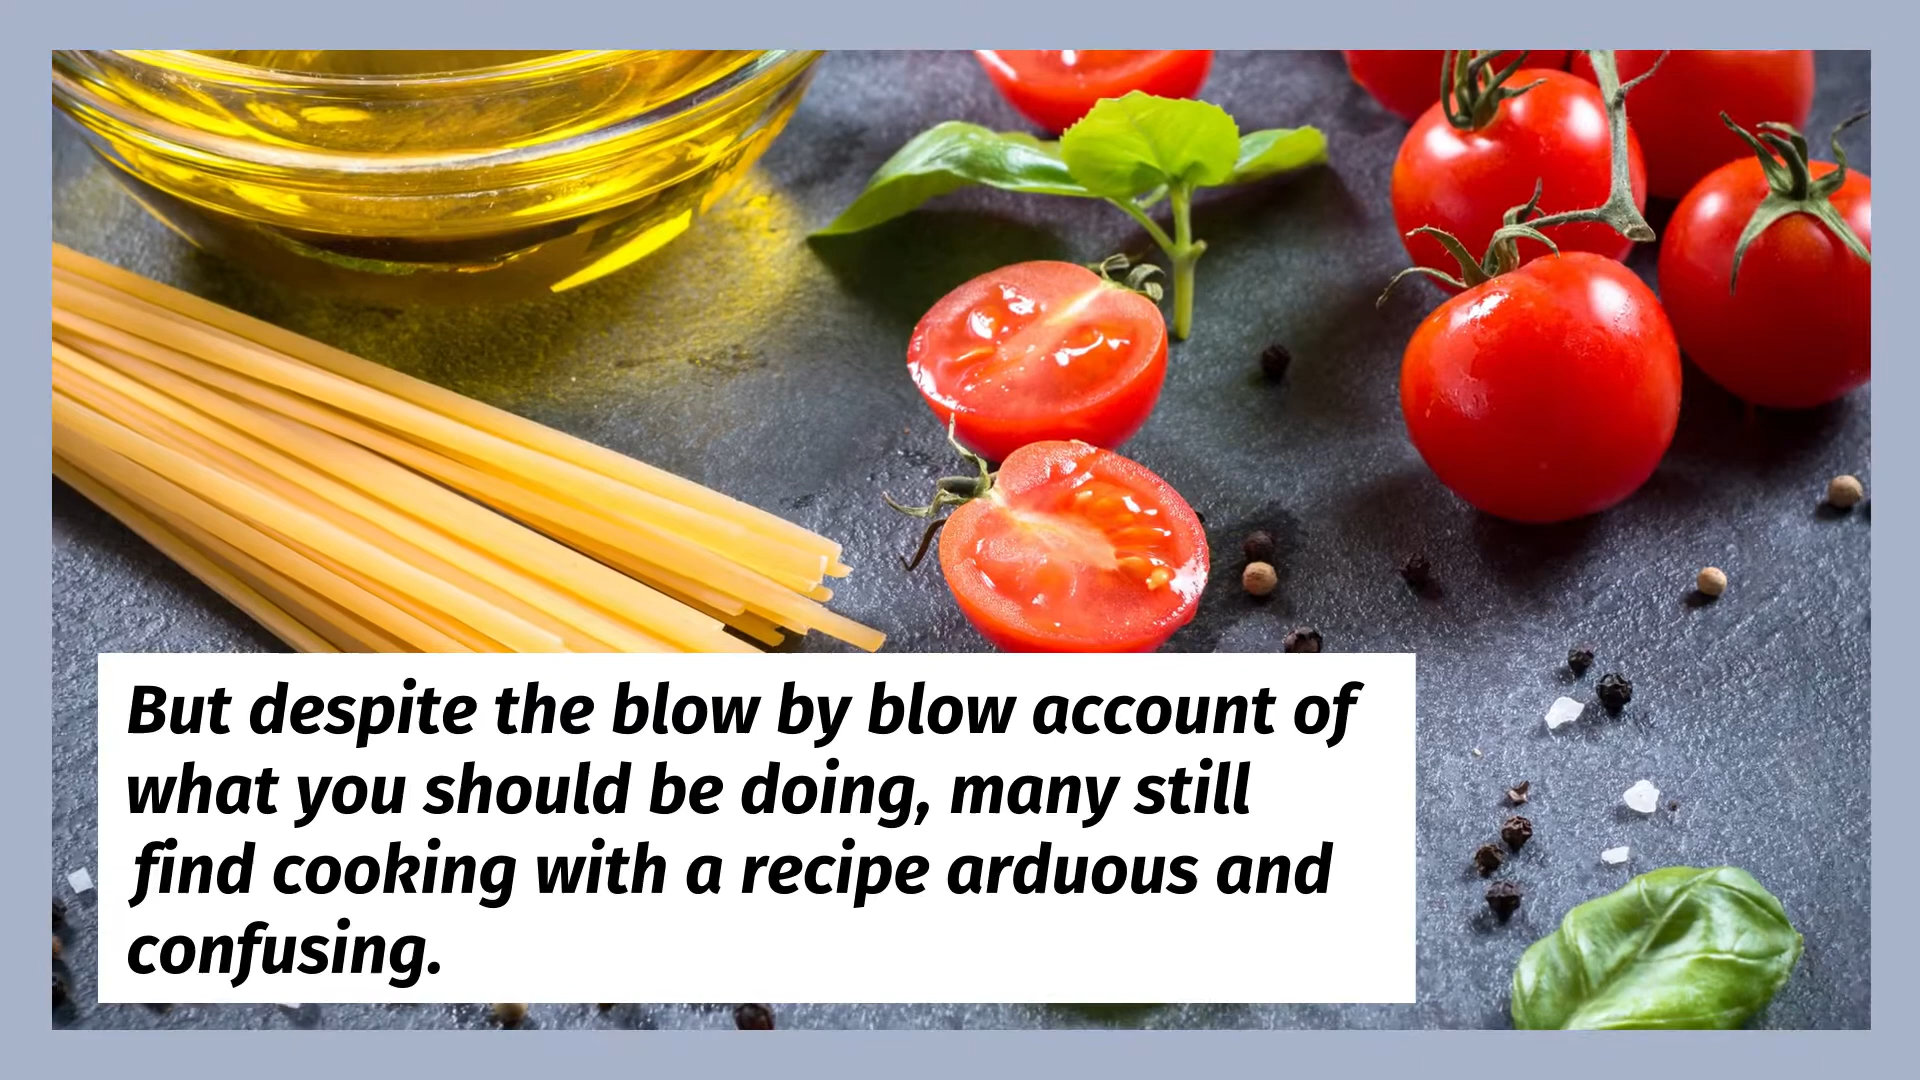 But despite the blow by blow account of
what you should be doing, many still
find cooking with a recipe arduous and
confusing.